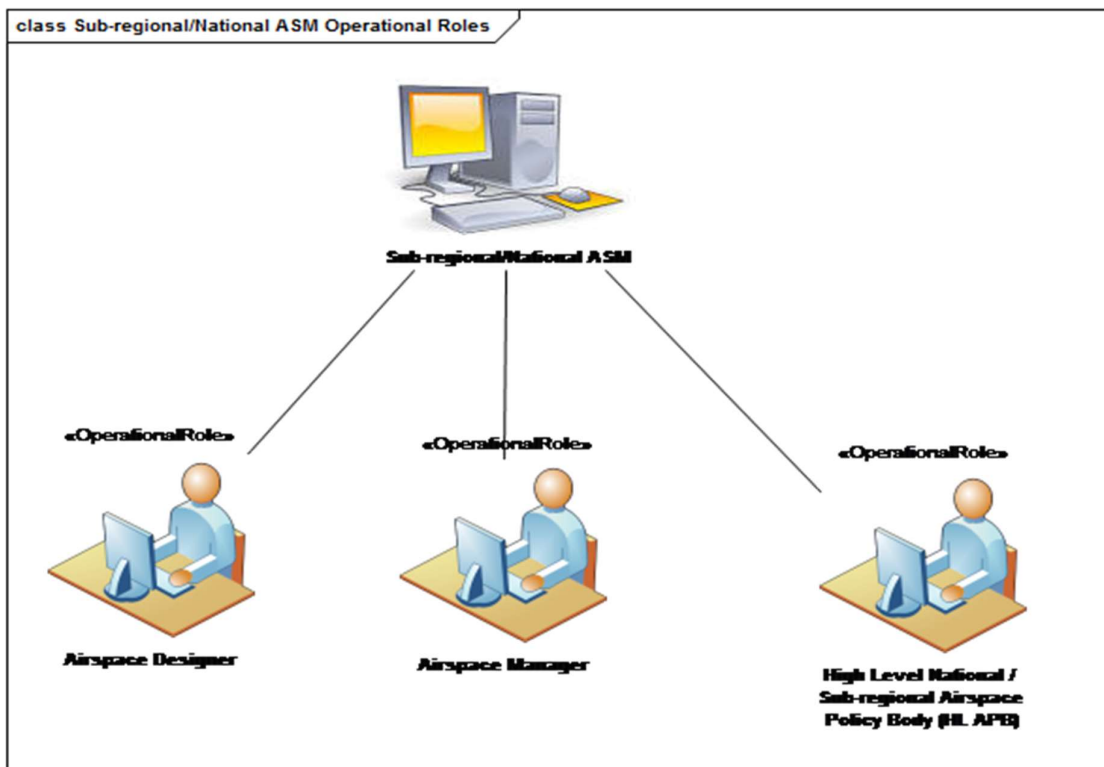 class Sub-regional/National ASM Operational Roles
Sub-regional/National ASM
«OperationalRole»
«OperationalRole»
«OperationalRole»
Airspace Designer
Airspace Manager
High Level National /
Sub-regional Airspace
Policy Body (HL APB)